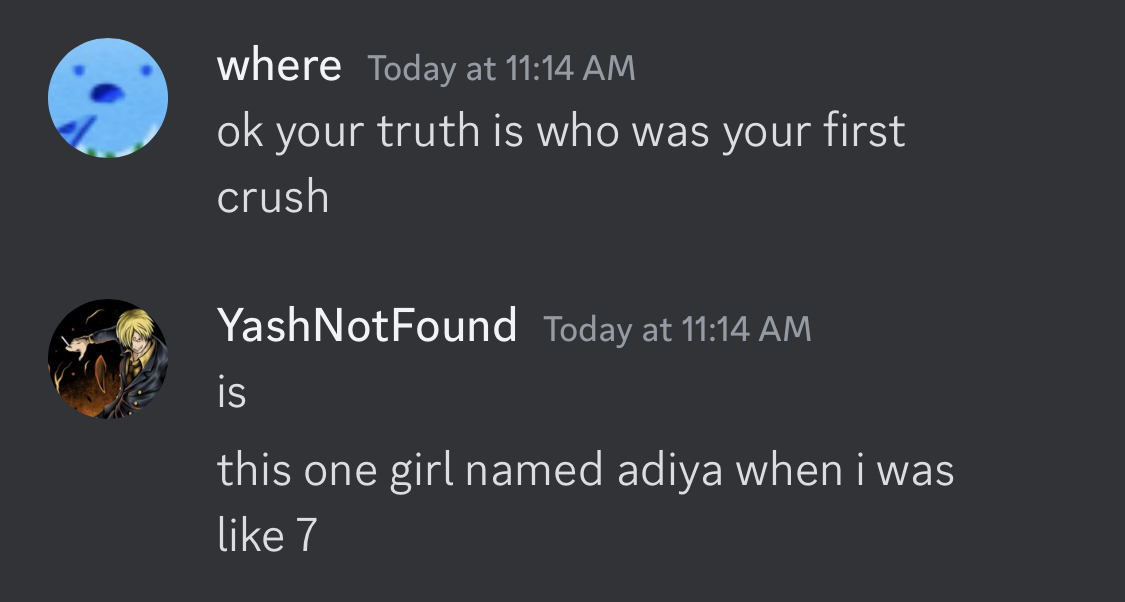 where Today at 11:14 AM
ok your truth is who was your first
crush
YashNotFound Today at 11:14 AM
is
this one girl named adiya when i was
like 7